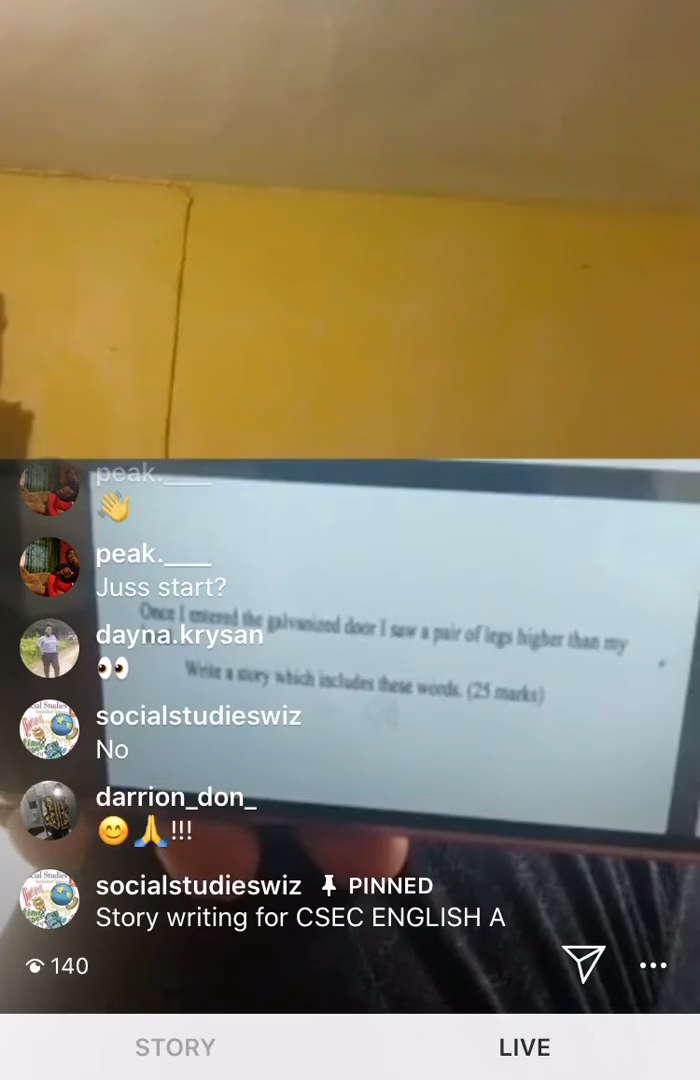 peak.____
👋
peak.____
Juss start?
dayna.krysan
👀
socialstudieswiz
No
darrion_don_
😊🙏!!!
socialstudieswiz PINNED
Story writing for CSEC ENGLISH A
140
STORY
LIVE
Once I entered the galvanized door I saw a pair of legs higher than my
Write a story which includes these words. (25 marks)